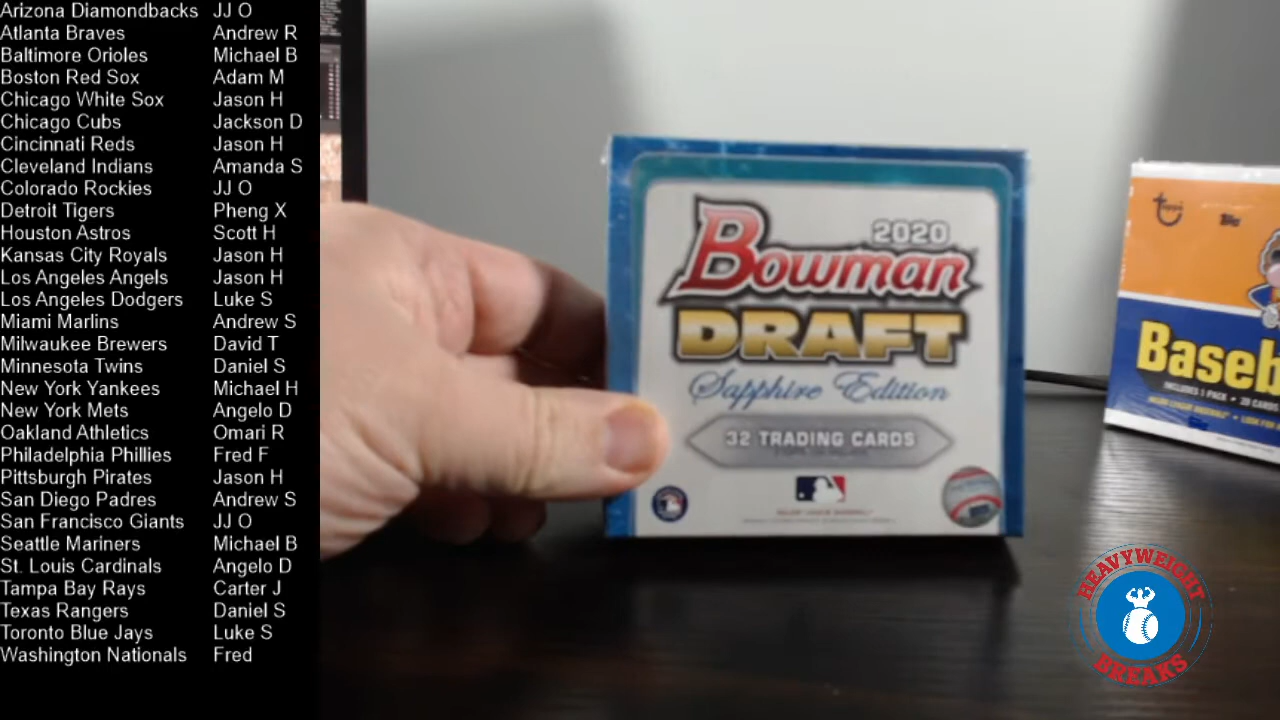 Arizona Diamondbacks JJ O
Atlanta Braves Andrew R
Baltimore Orioles Michael B
Boston Red Sox Adam M
Chicago White Sox Jason H
Chicago Cubs Jackson D
Cincinnati Reds Jason H
Cleveland Indians Amanda S
Colorado Rockies JJ O
Detroit Tigers Pheng X
Houston Astros Scott H
Kansas City Royals Jason H
Los Angeles Angels Jason H
Los Angeles Dodgers Luke S
Miami Marlins Andrew S
Milwaukee Brewers David T
Minnesota Twins Daniel S
New York Yankees Michael H
New York Mets Angelo D
Oakland Athletics Omari R
Philadelphia Phillies Fred F
Pittsburgh Pirates Jason H
San Diego Padres Andrew S
San Francisco Giants JJ O
Seattle Mariners Michael B
St. Louis Cardinals Angelo D
Tampa Bay Rays Carter J
Texas Rangers Daniel S
Toronto Blue Jays Luke S
Washington Nationals Fred
2020
Bowman
DRAFT
Sapphire Edition
32 TRADING CARDS
topps
Baseb
INCLUDES 1 PACK
HEAVYWEIGHT
BREAKS